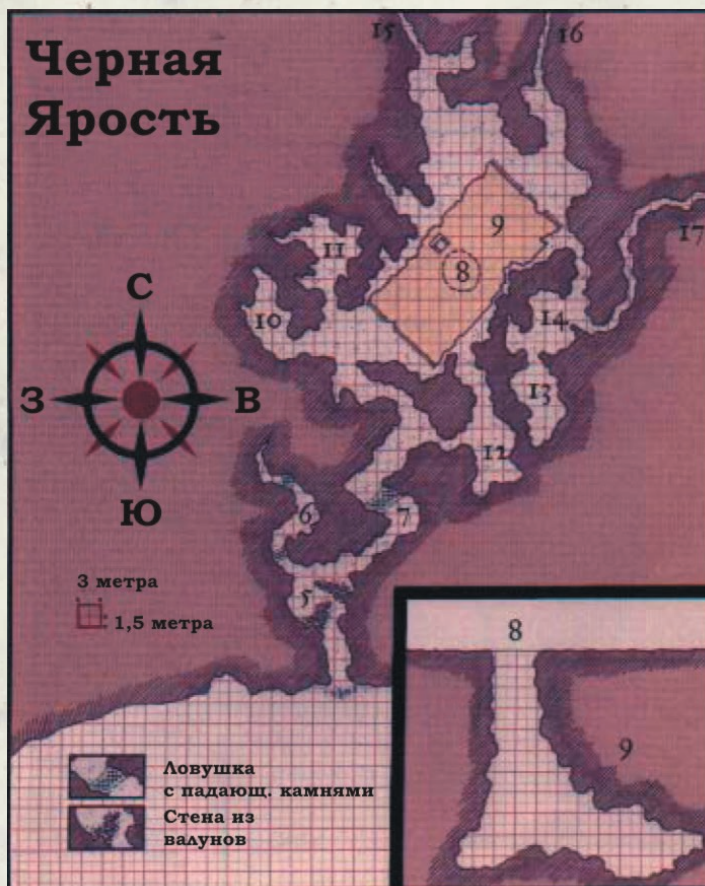 Черная
Ярость
15
16
17
11
9
8
10
14
13
12
6
7
5
С
З
В
Ю
3 метра
1,5 метра
Ловушка
с падающ. камнями
Стена из
валунов
8
9